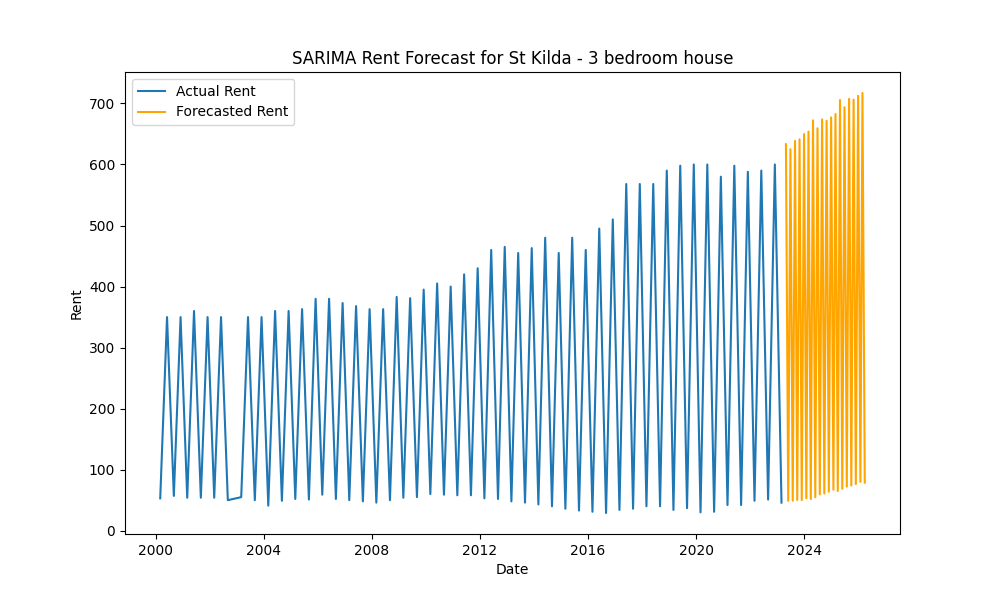 SARIMA Rent Forecast for St Kilda - 3 bedroom house
Actual Rent
Forecasted Rent
700
600
500
400
300
200
100
0
Rent
2000 2004 2008 2012 2016 2020 2024
Date